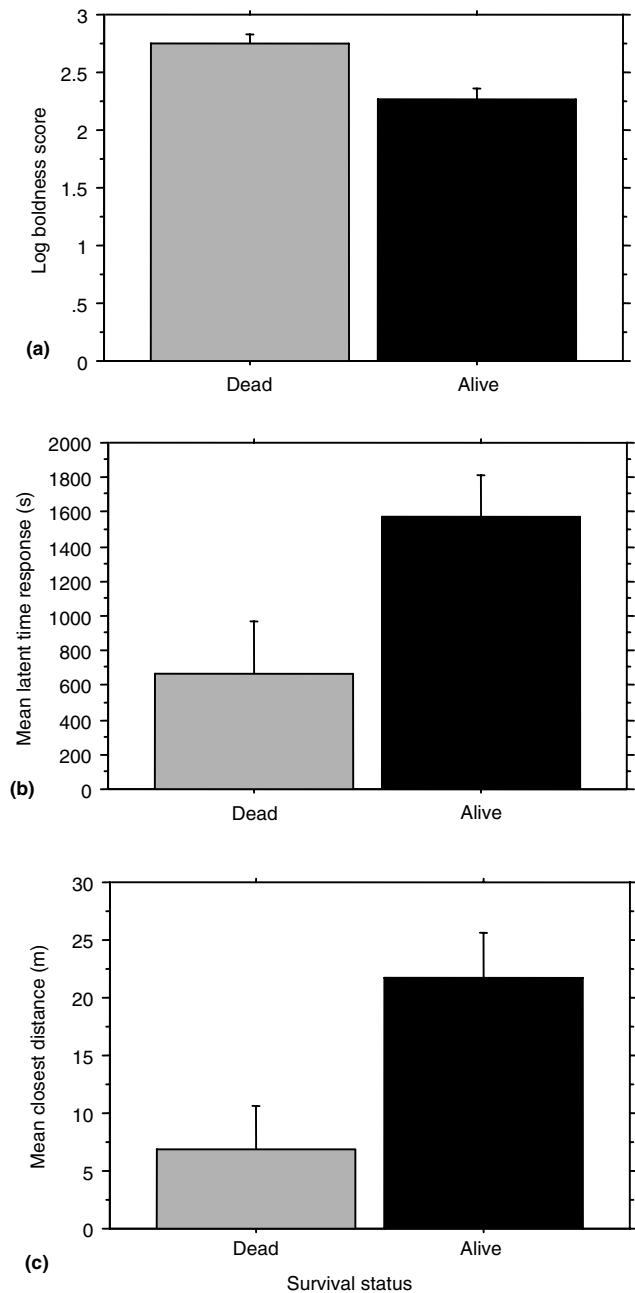 3
2.5
2
1.5
1
.5
0
Log boldness score
(a)
Dead Alive
2000
1800
1600
1400
1200
1000
800
600
400
200
0
Mean latent time response (s)
(b)
Dead Alive
30
25
20
15
10
5
0
Mean closest distance (m)
(c)
Dead Alive
Survival status